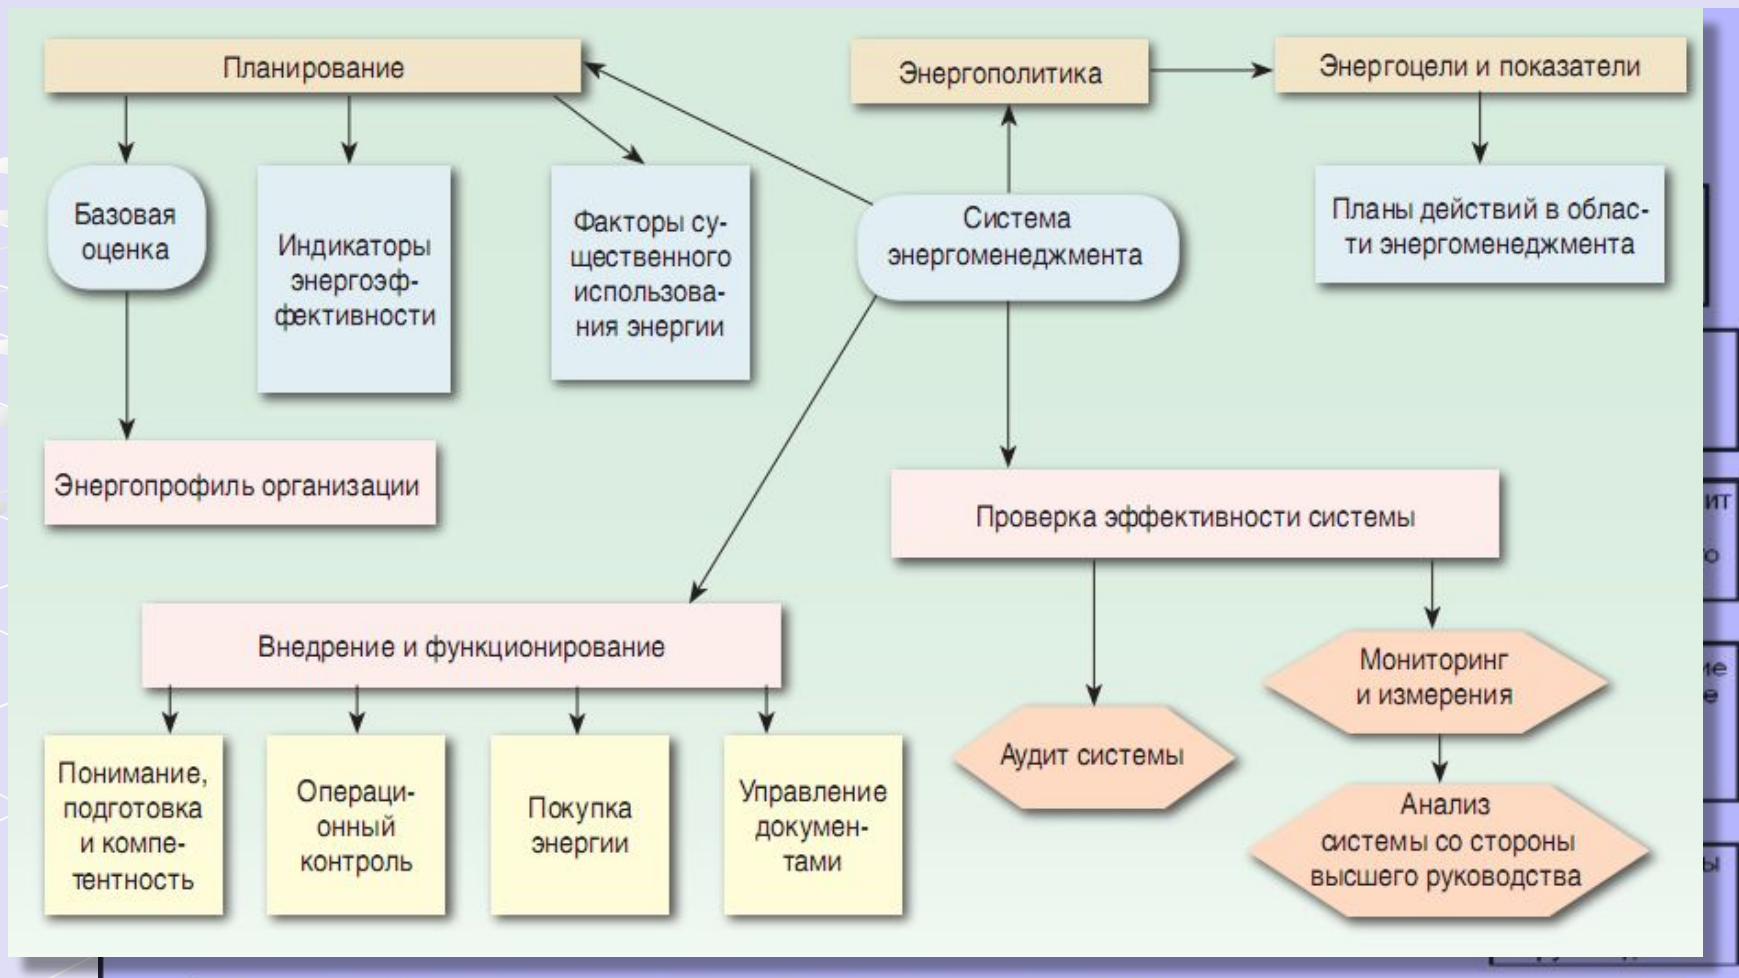 Планирование
Энергополитика
Энергоцели и показатели
Базовая
оценка
Индикаторы
энергоэф-
фективности
Факторы су-
щественного
использова-
ния энергии
Система
энергоменеджмента
Планы действий в облас-
ти энергоменеджмента
Энергопрофиль организации
Проверка эффективности системы
Внедрение и функционирование
Понимание,
подготовка
и компе-
тентность
Операци-
онный
контроль
Покупка
энергии
Управление
докумен-
тами
Аудит системы
Мониторинг
и измерения
Анализ
системы со стороны
высшего руководства